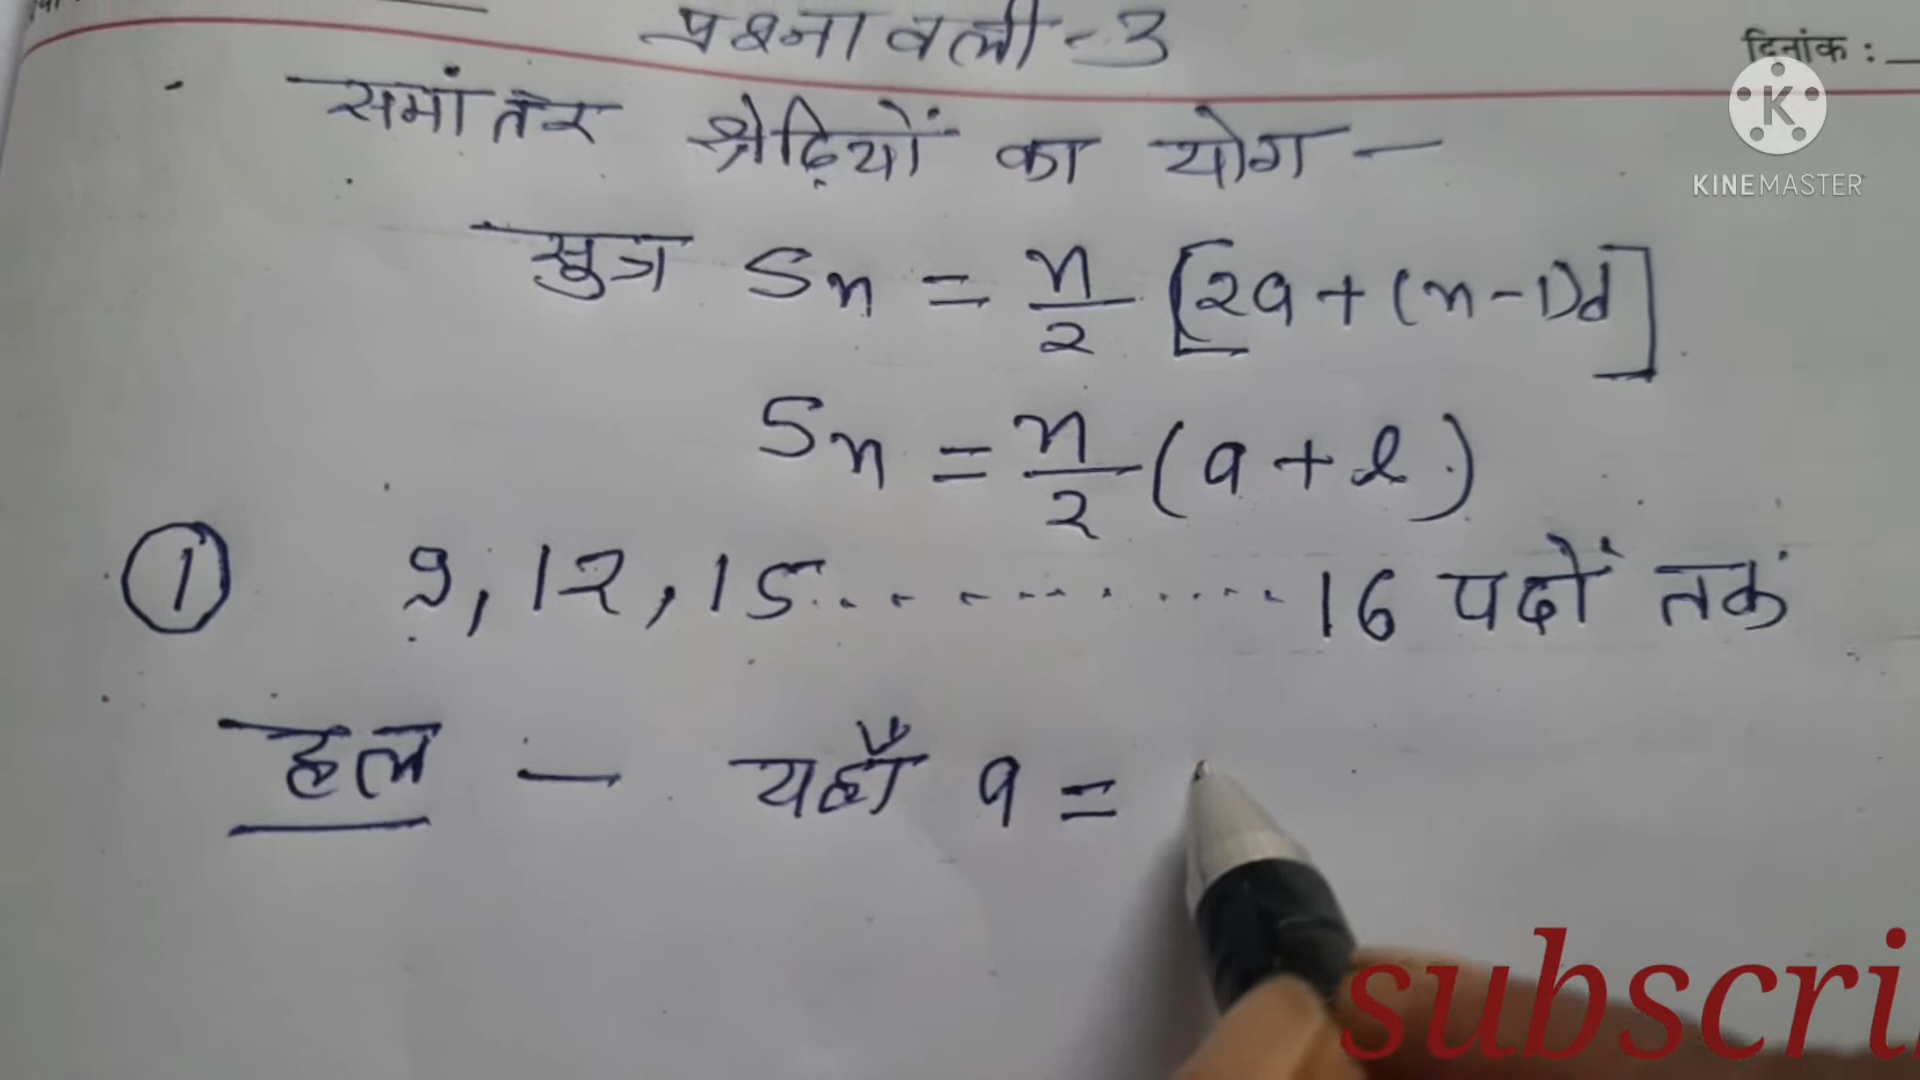 प्रश्नावली-3
दिनांक :
समांतर श्रेढ़ियों का योग -
KINEMASTER
सुत्र Sn = n/2 [2a + (n-1)d]
Sn = n/2 (a + l)
① 9, 12, 15 ............ 16 पदों तक
हल - यहाँ a =
subscri